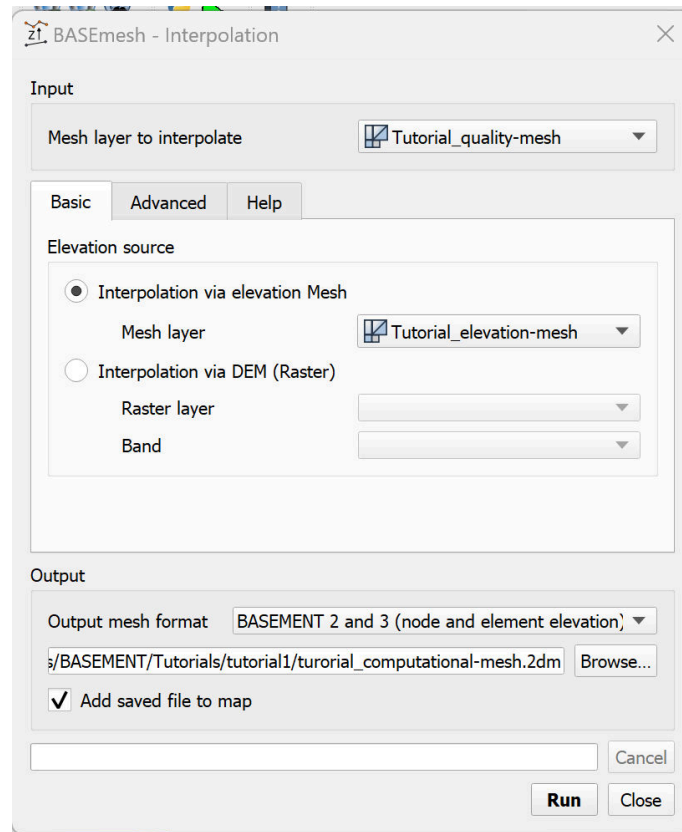 BASEmesh - Interpolation
Input
Mesh layer to interpolate Tutorial_quality-mesh
Basic Advanced Help
Elevation source
Interpolation via elevation Mesh
Mesh layer Tutorial_elevation-mesh
Interpolation via DEM (Raster)
Raster layer
Band
Output
Output mesh format BASEMENT 2 and 3 (node and element elevation)
s/BASEMENT/Tutorials/tutorial1/turorial_computational-mesh.2dm Browse...
Add saved file to map
Cancel
Run Close